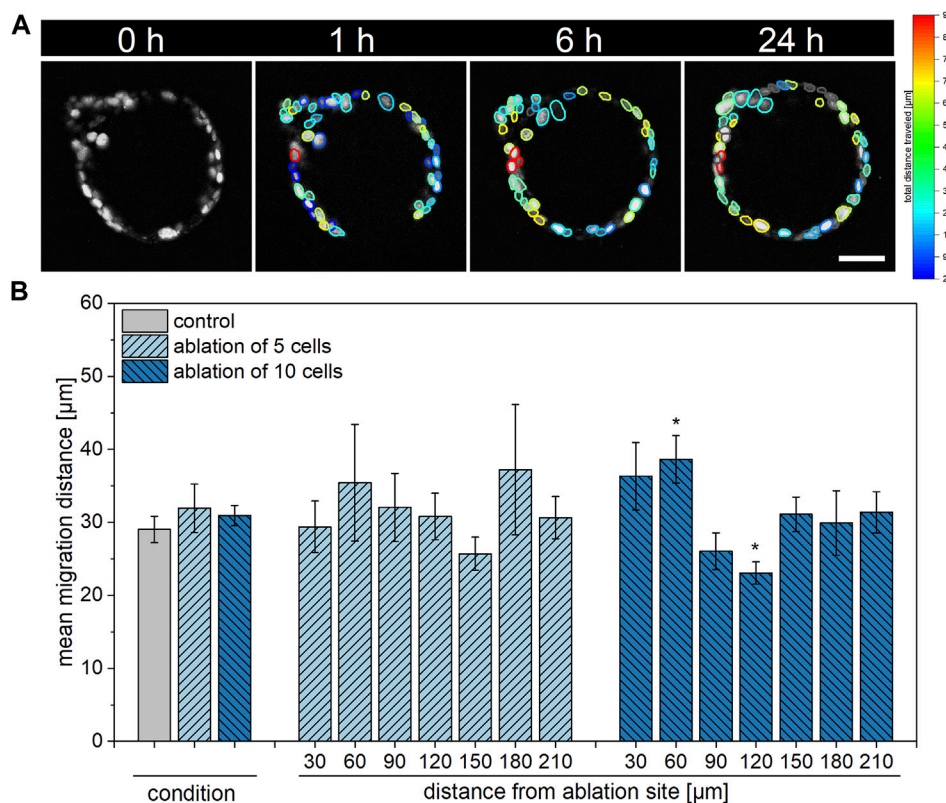 A
0 h 1 h 6 h 24 h
total distance traveled [µm]
B
60
50
40
30
20
10
0
mean migration distance [µm]
control
ablation of 5 cells
ablation of 10 cells
* *
30 60 90 120 150 180 210 30 60 90 120 150 180 210
condition distance from ablation site [µm]